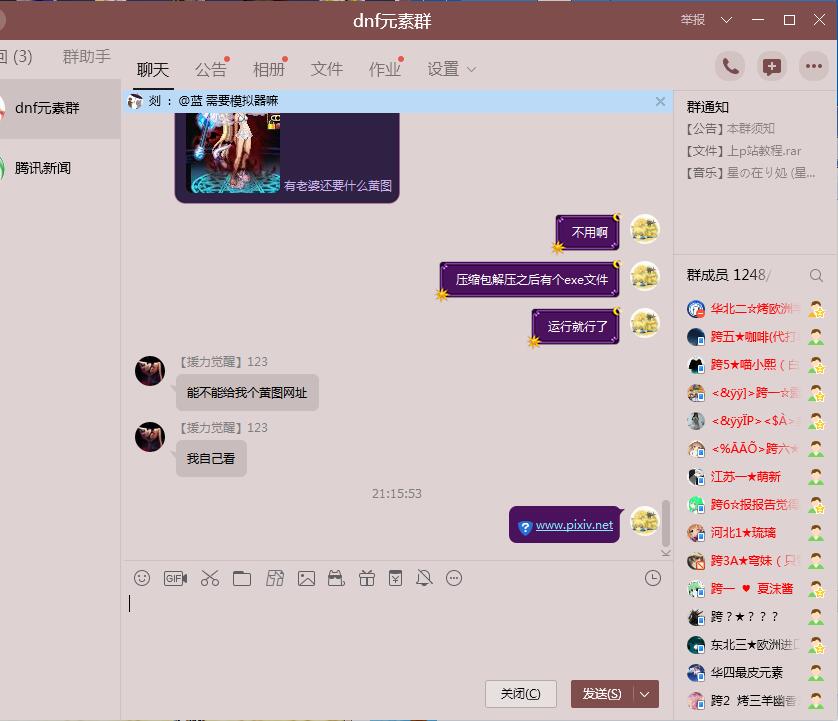 dnf元素群
举报
回 (3)
群助手
dnf元素群
腾讯新闻
聊天
公告
相册
文件
作业
设置
剡 : @蓝 需要模拟器嘛
有老婆还要什么黄图
不用啊
压缩包解压之后有个exe文件
运行就行了
【援力觉醒】123
能不能给我个黄图网址
【援力觉醒】123
我自己看
21:15:53
www.pixiv.net
GIF
关闭(C)
发送(S)
群通知
【公告】本群须知
【文件】上p站教程.rar
【音乐】星の在り処 (星...
群成员 1248/
华北二☆烤欧洲
跨五★咖啡(代打
跨5★喵小熙（白
<&ÿÿ]>跨一☆
<&ÿÿÏP><$À>
<%ÃÃÕ>跨六★
江苏一★萌新
跨6☆报报告觉得
河北1★琉璃
跨3A★穹妹（只
跨一 ♥ 夏沫酱
跨？★？？？
东北三★欧洲进口
华四最皮元素
跨2 烤三羊幽香